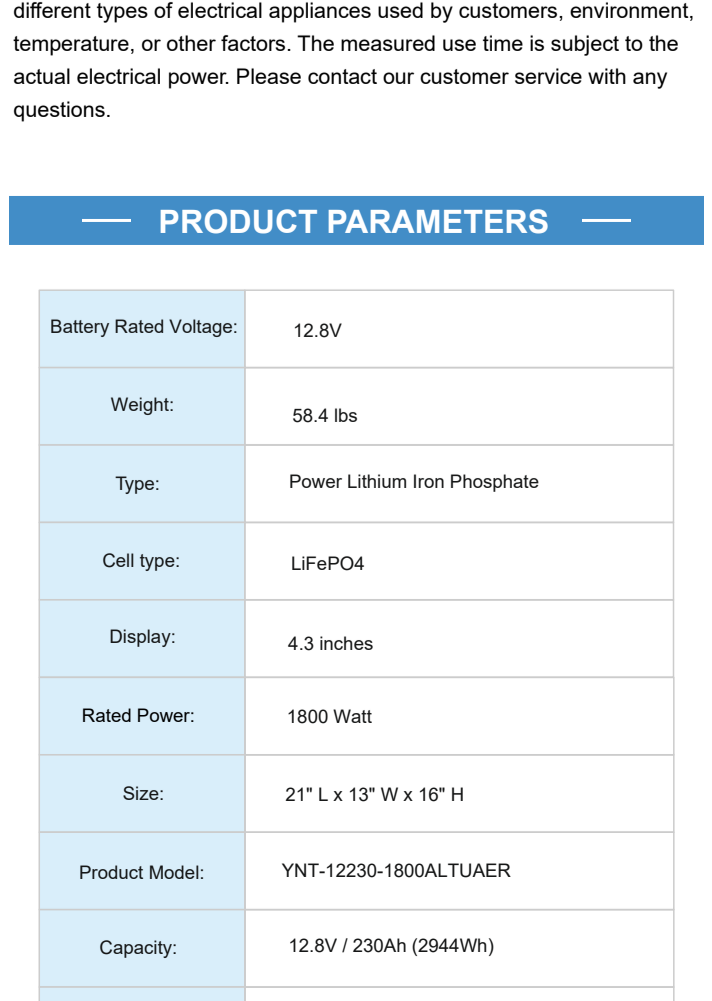 different types of electrical appliances used by customers, environment,
temperature, or other factors. The measured use time is subject to the
actual electrical power. Please contact our customer service with any
questions.
PRODUCT PARAMETERS
Battery Rated Voltage: 12.8V
Weight: 58.4 lbs
Type: Power Lithium Iron Phosphate
Cell type: LiFePO4
Display: 4.3 inches
Rated Power: 1800 Watt
Size: 21" L x 13" W x 16" H
Product Model: YNT-12230-1800ALTUAER
Capacity: 12.8V / 230Ah (2944Wh)